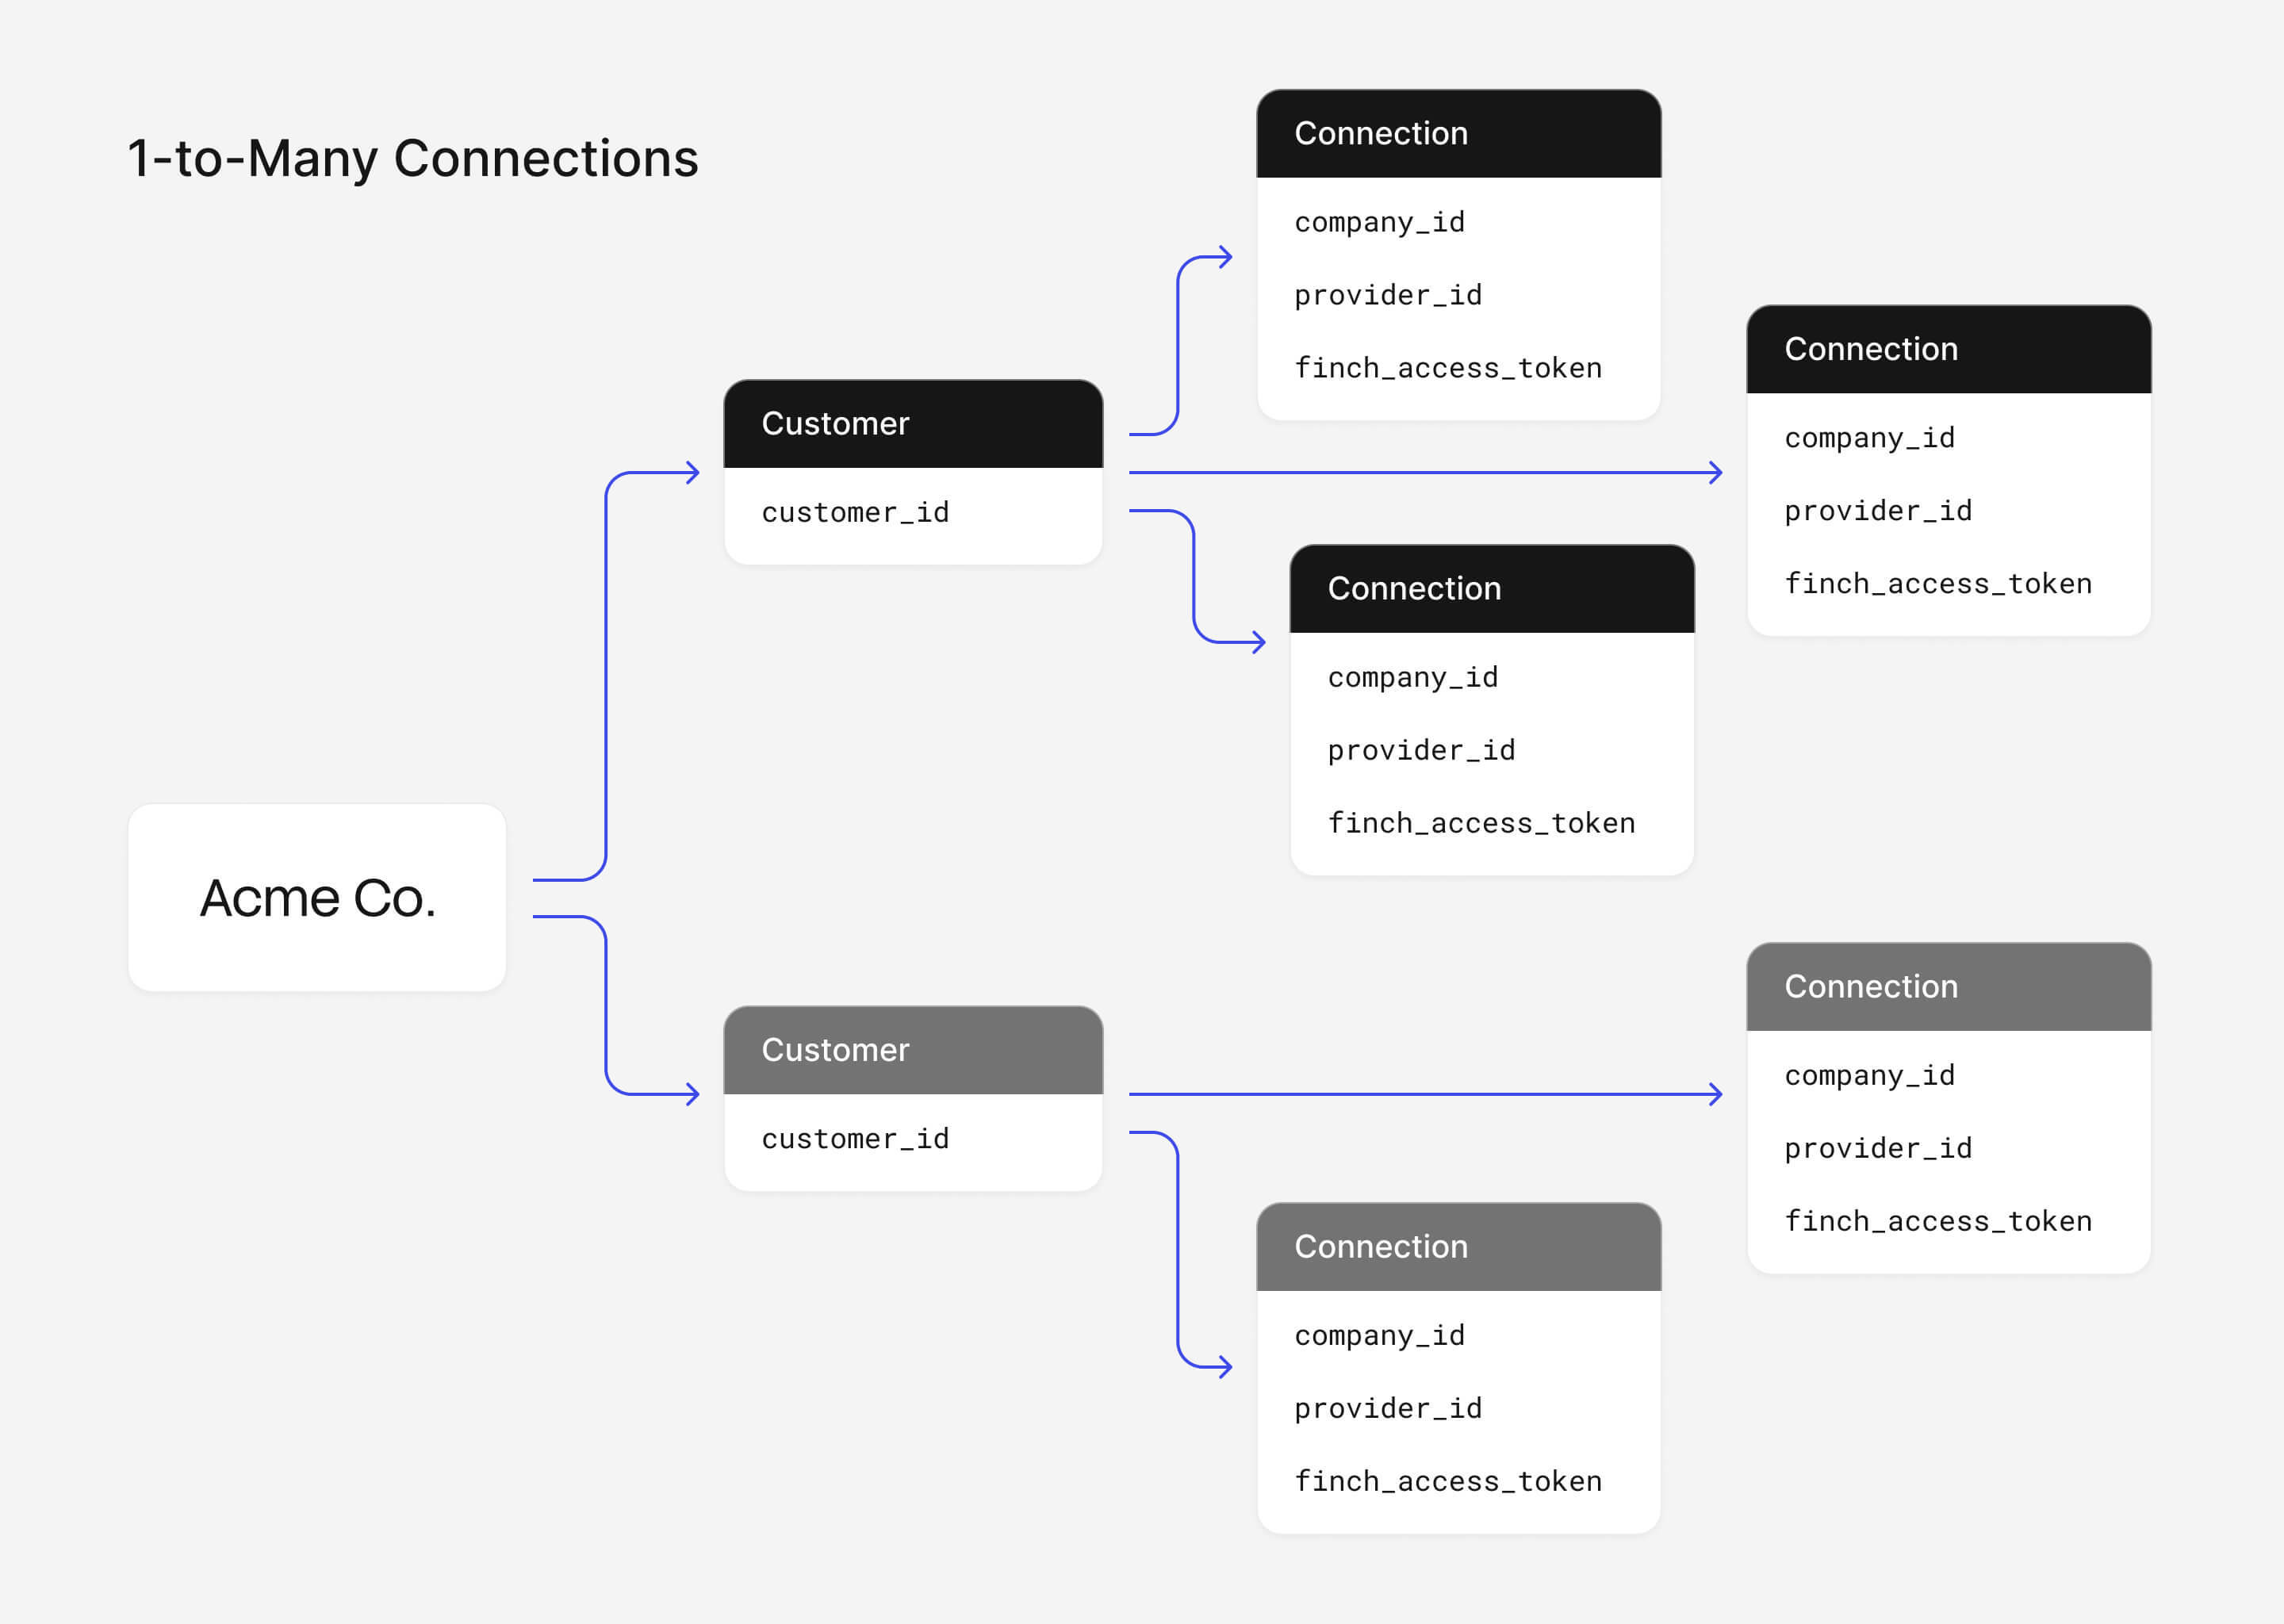 1-to-Many Connections
Connection
company_id
provider_id
finch_access_token
Connection
company_id
provider_id
finch_access_token
Customer
customer_id
Connection
company_id
provider_id
finch_access_token
Acme Co.
Customer
customer_id
Connection
company_id
provider_id
finch_access_token
Connection
company_id
provider_id
finch_access_token